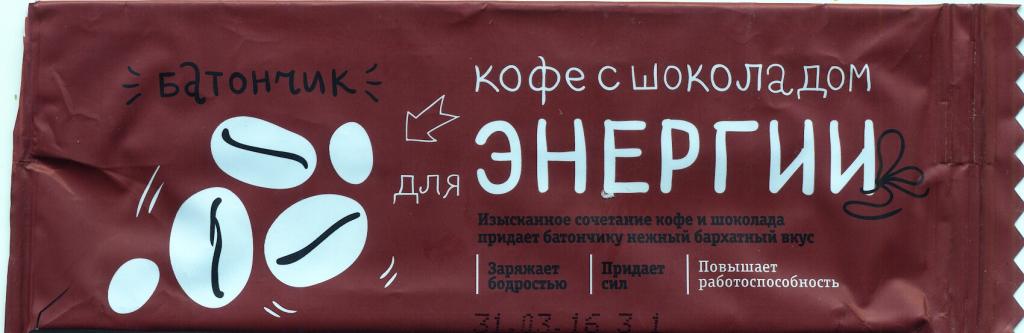 Батончик
кофе с шоколадом
для ЭНЕРГИИ
Изысканное сочетание кофе и шоколада
придает батончику нежный бархатный вкус
Заряжает
бодростью
Придает
сил
Повышает
работоспособность
31.03.16 3 1